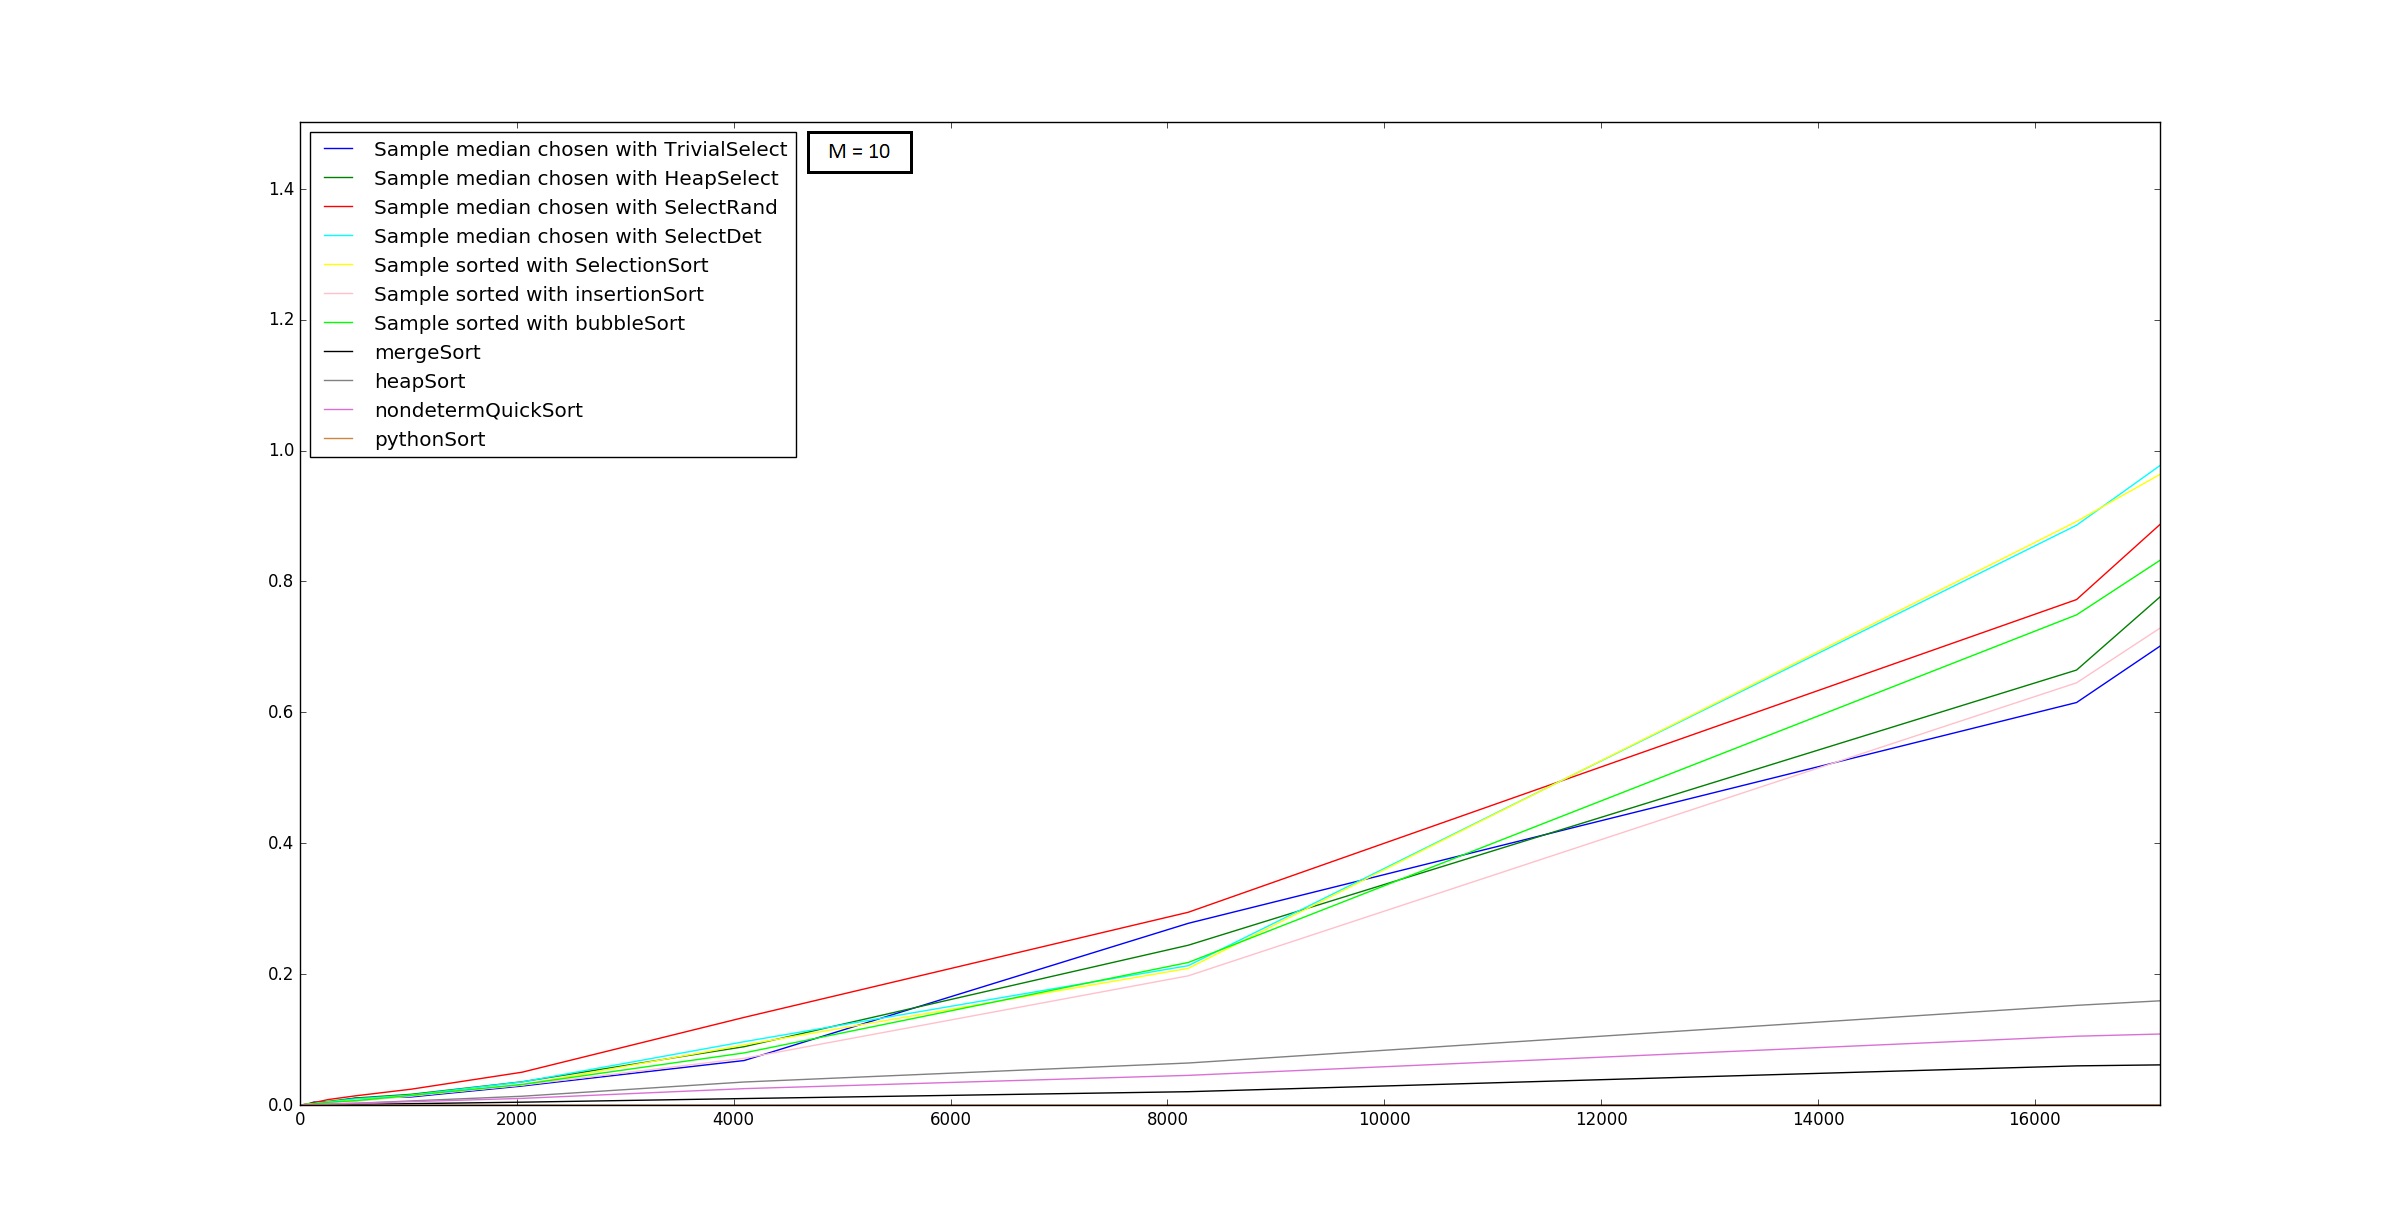 Sample median chosen with TrivialSelect
Sample median chosen with HeapSelect
Sample median chosen with SelectRand
Sample median chosen with SelectDet
Sample sorted with SelectionSort
Sample sorted with insertionSort
Sample sorted with bubbleSort
mergeSort
heapSort
nondetermQuickSort
pythonSort
M = 10
1.4
1.2
1.0
0.8
0.6
0.4
0.2
0.0
0 2000 4000 6000 8000 10000 12000 14000 16000